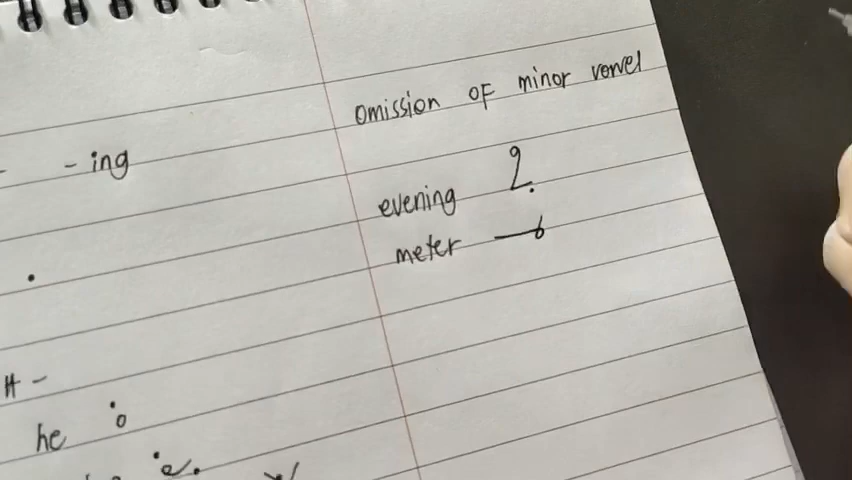 omission of minor vowel
- -ing
evening
meter
H -
he